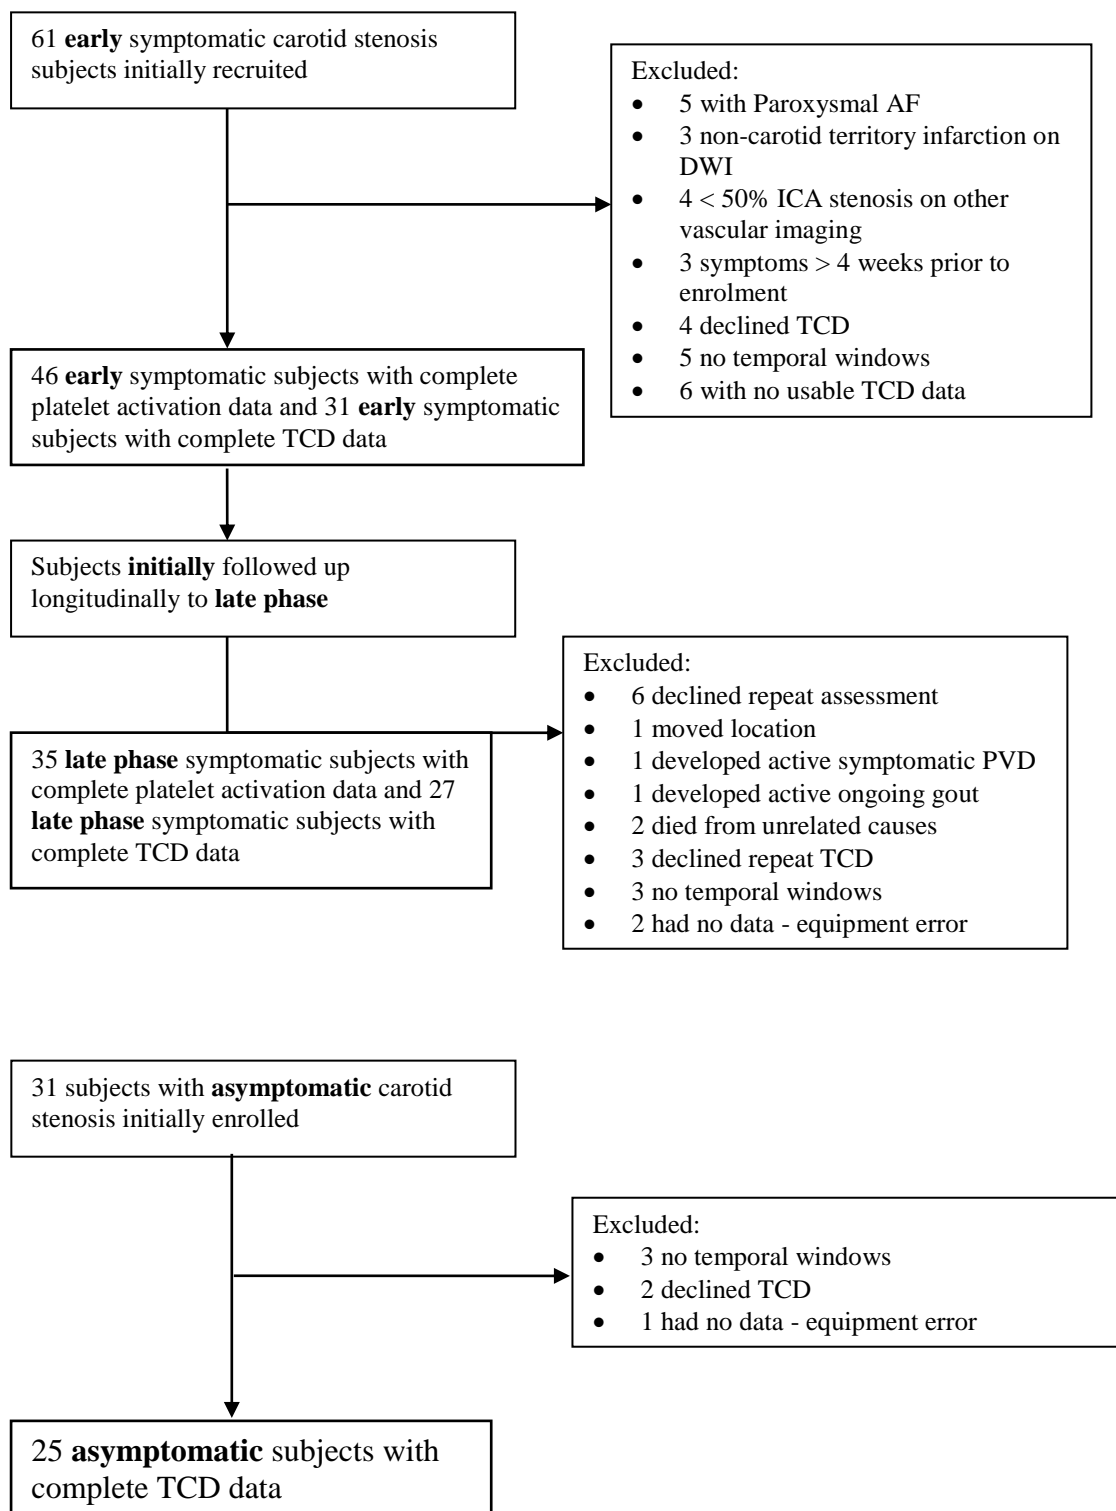 61 early symptomatic carotid stenosis
subjects initially recruited
Excluded:
• 5 with Paroxysmal AF
• 3 non-carotid territory infarction on
DWI
• 4 < 50% ICA stenosis on other
vascular imaging
• 3 symptoms > 4 weeks prior to
enrolment
• 4 declined TCD
• 5 no temporal windows
• 6 with no usable TCD data
46 early symptomatic subjects with complete
platelet activation data and 31 early symptomatic
subjects with complete TCD data
Subjects initially followed up
longitudinally to late phase
Excluded:
• 6 declined repeat assessment
• 1 moved location
• 1 developed active symptomatic PVD
• 1 developed active ongoing gout
• 2 died from unrelated causes
• 3 declined repeat TCD
• 3 no temporal windows
• 2 had no data - equipment error
35 late phase symptomatic subjects with
complete platelet activation data and 27
late phase symptomatic subjects with
complete TCD data
31 subjects with asymptomatic carotid
stenosis initially enrolled
Excluded:
• 3 no temporal windows
• 2 declined TCD
• 1 had no data - equipment error
25 asymptomatic subjects with
complete TCD data